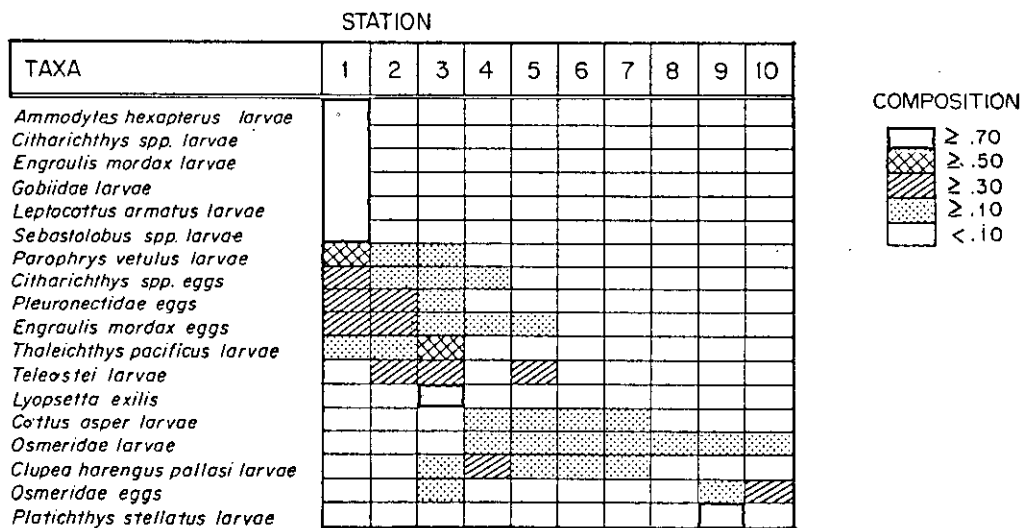 STATION
TAXA 1 2 3 4 5 6 7 8 9 10
Ammodytes hexapterus larvae
Citharichthys spp. larvae
Engraulis mordax larvae
Gobiidae larvae
Leptocottus armatus larvae
Sebastolobus spp. larvae
Parophrys vetulus larvae
Citharichthys spp. eggs
Pleuronectidae eggs
Engraulis mordax eggs
Thaleichthys pacificus larvae
Teleostei larvae
Lyopsetta exilis
Cottus asper larvae
Osmeridae larvae
Clupea harengus pallasi larvae
Osmeridae eggs
Platichthys stellatus larvae
COMPOSITION
≥ .70
≥ .50
≥ .30
≥ .10
< .10